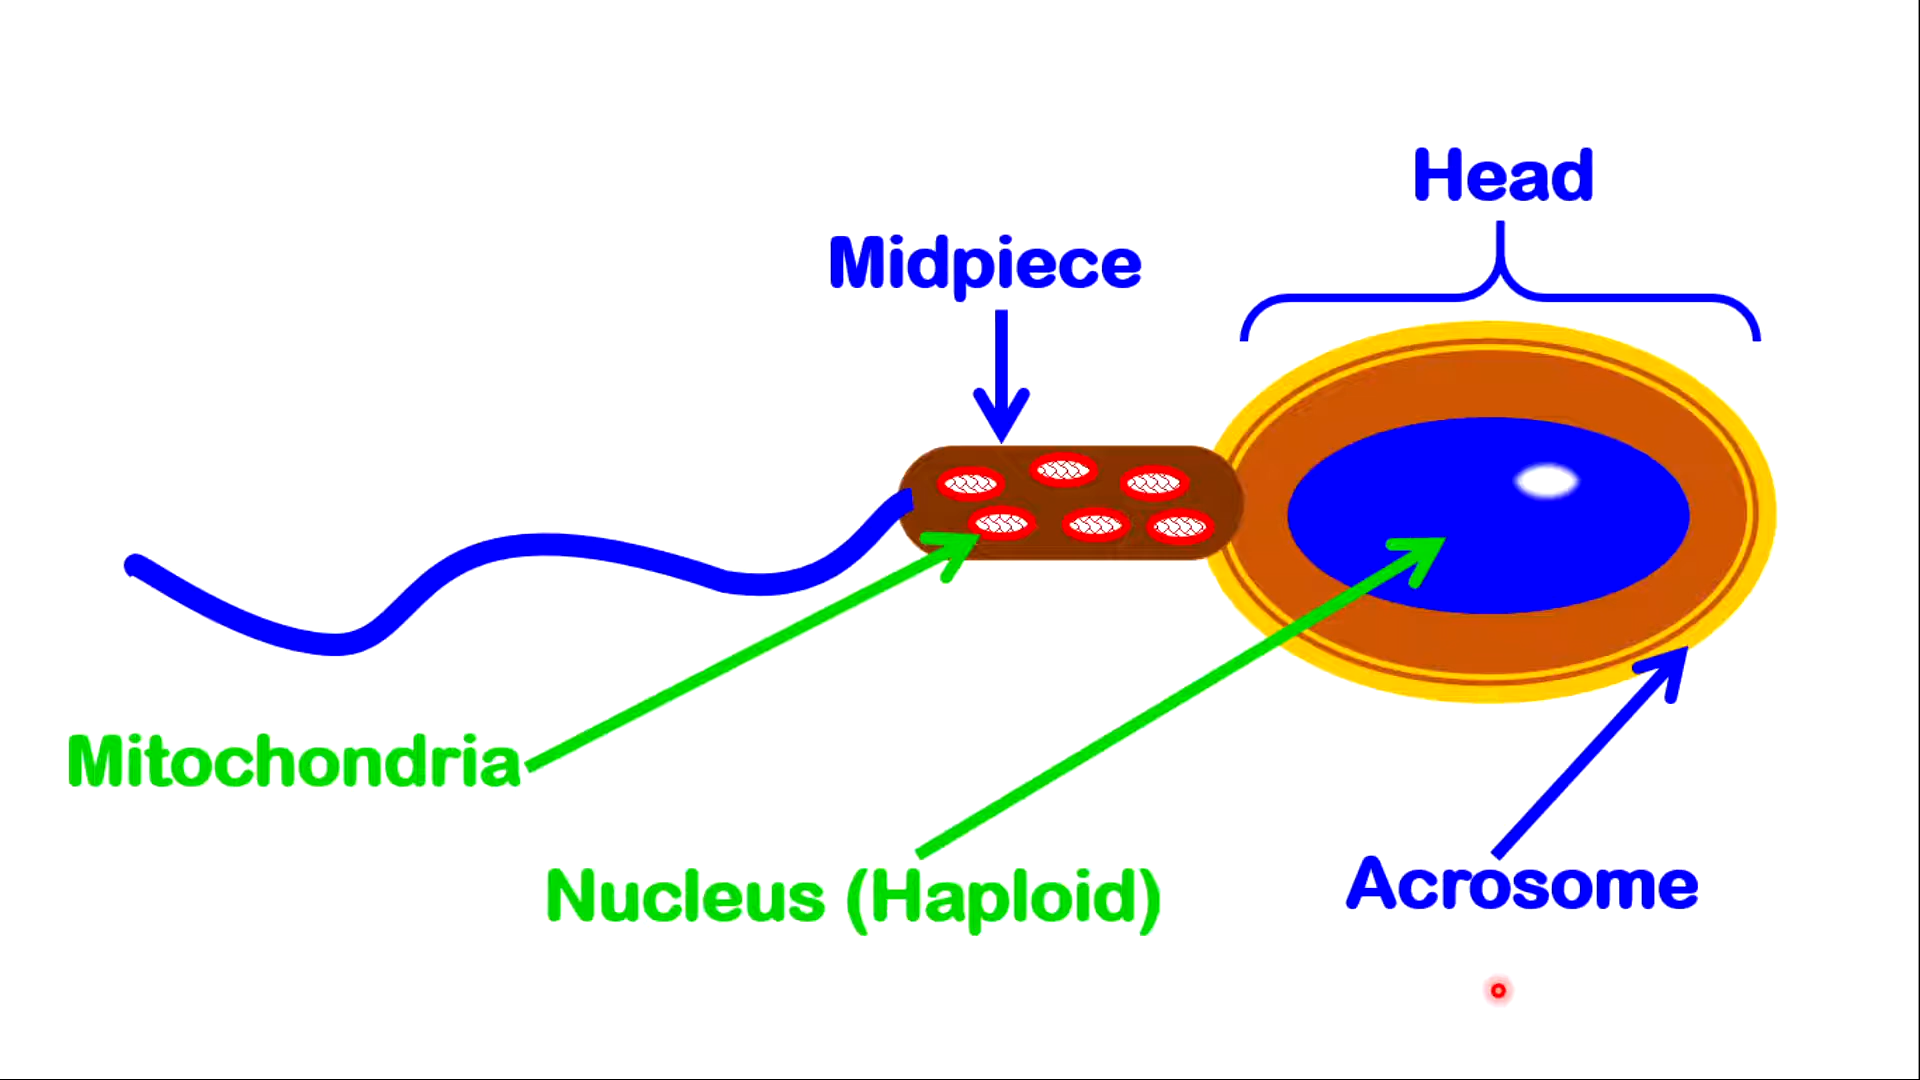 Head
Midpiece
Mitochondria
Nucleus (Haploid)
Acrosome